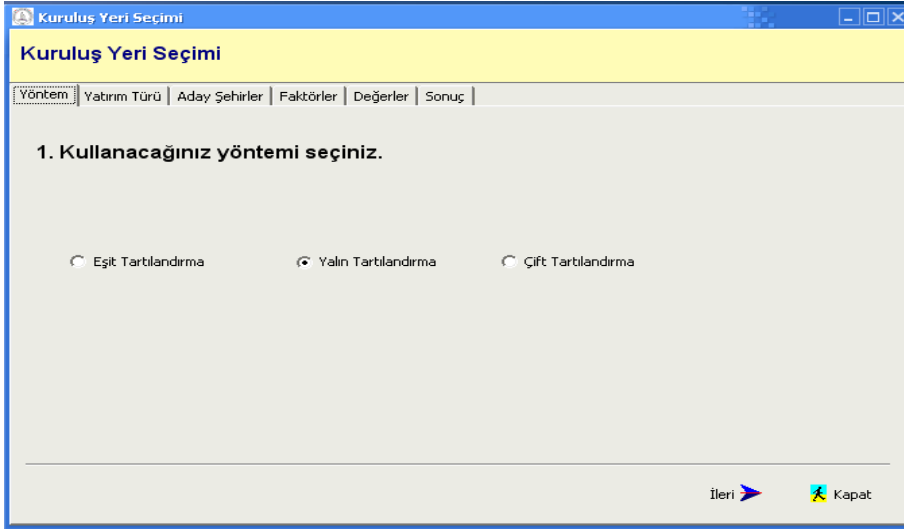 Kuruluş Yeri Seçimi
Kuruluş Yeri Seçimi
Yöntem Yatırım Türü Aday Şehirler Faktörler Değerler Sonuç
1. Kullanacağınız yöntemi seçiniz.
Eşit Tartılandırma Yalın Tartılandırma Çift Tartılandırma
İleri Kapat